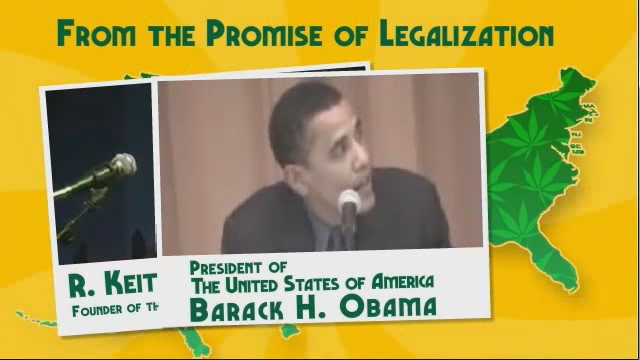 From the Promise of Legalization
R. Keit
Founder of th
President of
The United States of America
Barack H. Obama